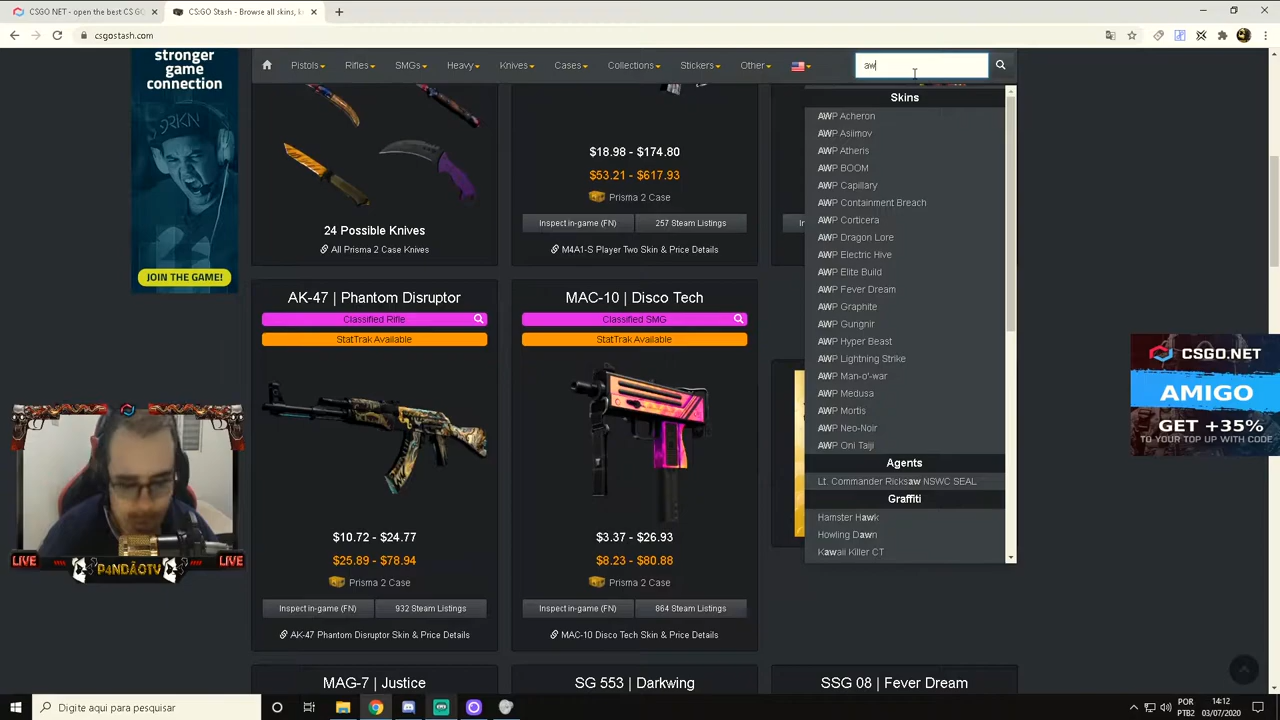 CSGO NET - open the best CS GO
CS:GO Stash - Browse all skins, k
csgostash.com
stronger
game
connection
JOIN THE GAME!
Pistols
Rifles
SMGs
Heavy
Knives
Cases
Collections
Stickers
Other
aw
Skins
AWP Acheron
AWP Asiimov
AWP Atheris
AWP BOOM
AWP Capillary
AWP Containment Breach
AWP Corticera
AWP Dragon Lore
AWP Electric Hive
AWP Elite Build
AWP Fever Dream
AWP Graphite
AWP Gungnir
AWP Hyper Beast
AWP Lightning Strike
AWP Man-o'-war
AWP Medusa
AWP Mortis
AWP Neo-Noir
AWP Oni Taiji
Agents
Lt. Commander Ricksaw NSWC SEAL
Graffiti
Hamster Hawk
Howling Dawn
Kawaii Killer CT
24 Possible Knives
All Prisma 2 Case Knives
$18.98 - $174.80
$53.21 - $617.93
Prisma 2 Case
Inspect in-game (FN)
257 Steam Listings
M4A1-S Player Two Skin & Price Details
AK-47 | Phantom Disruptor
Classified Rifle
StatTrak Available
$10.72 - $24.77
$25.89 - $78.94
Prisma 2 Case
Inspect in-game (FN)
932 Steam Listings
AK-47 Phantom Disruptor Skin & Price Details
MAC-10 | Disco Tech
Classified SMG
StatTrak Available
$3.37 - $26.93
$8.23 - $80.88
Prisma 2 Case
Inspect in-game (FN)
864 Steam Listings
MAC-10 Disco Tech Skin & Price Details
MAG-7 | Justice
SG 553 | Darkwing
SSG 08 | Fever Dream
CSGO.NET
AMIGO
GET +35%
TO YOUR TOP UP WITH CODE
LIVE
P4NDÃOTV
LIVE
Digite aqui para pesquisar
POR
PTB2
14:12
03/07/2020